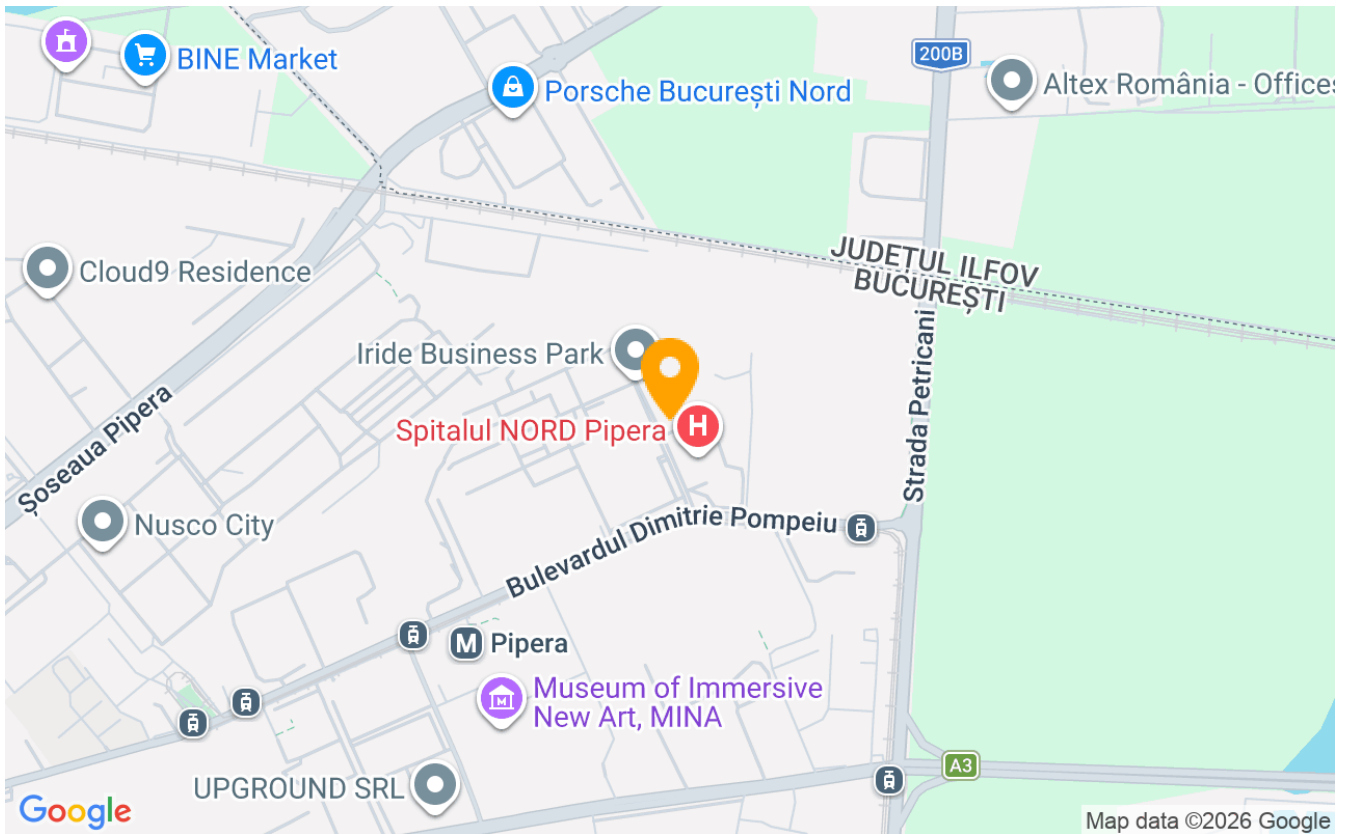 BINE Market
200B
Altex România - Offices
Porsche București Nord
JUDEȚUL ILFOV
BUCUREȘTI
Cloud9 Residence
Iride Business Park
Strada Petricani
Șoseaua Pipera
Spitalul NORD Pipera
H
Nusco City
Bulevardul Dimitrie Pompeiu
M Pipera
Museum of Immersive
New Art, MINA
A3
UPGROUND SRL
Google
Map data ©2026 Google